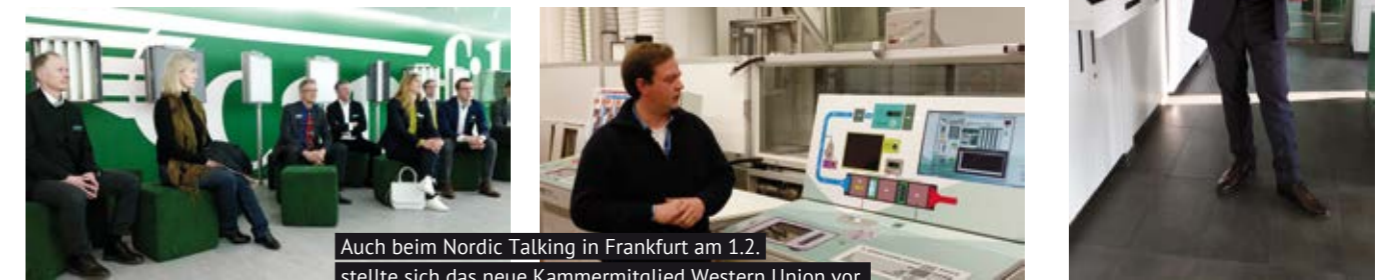 Auch beim Nordic Talking in Frankfurt am 1.2.
stellte sich das neue Kammermitglied Western Union vor